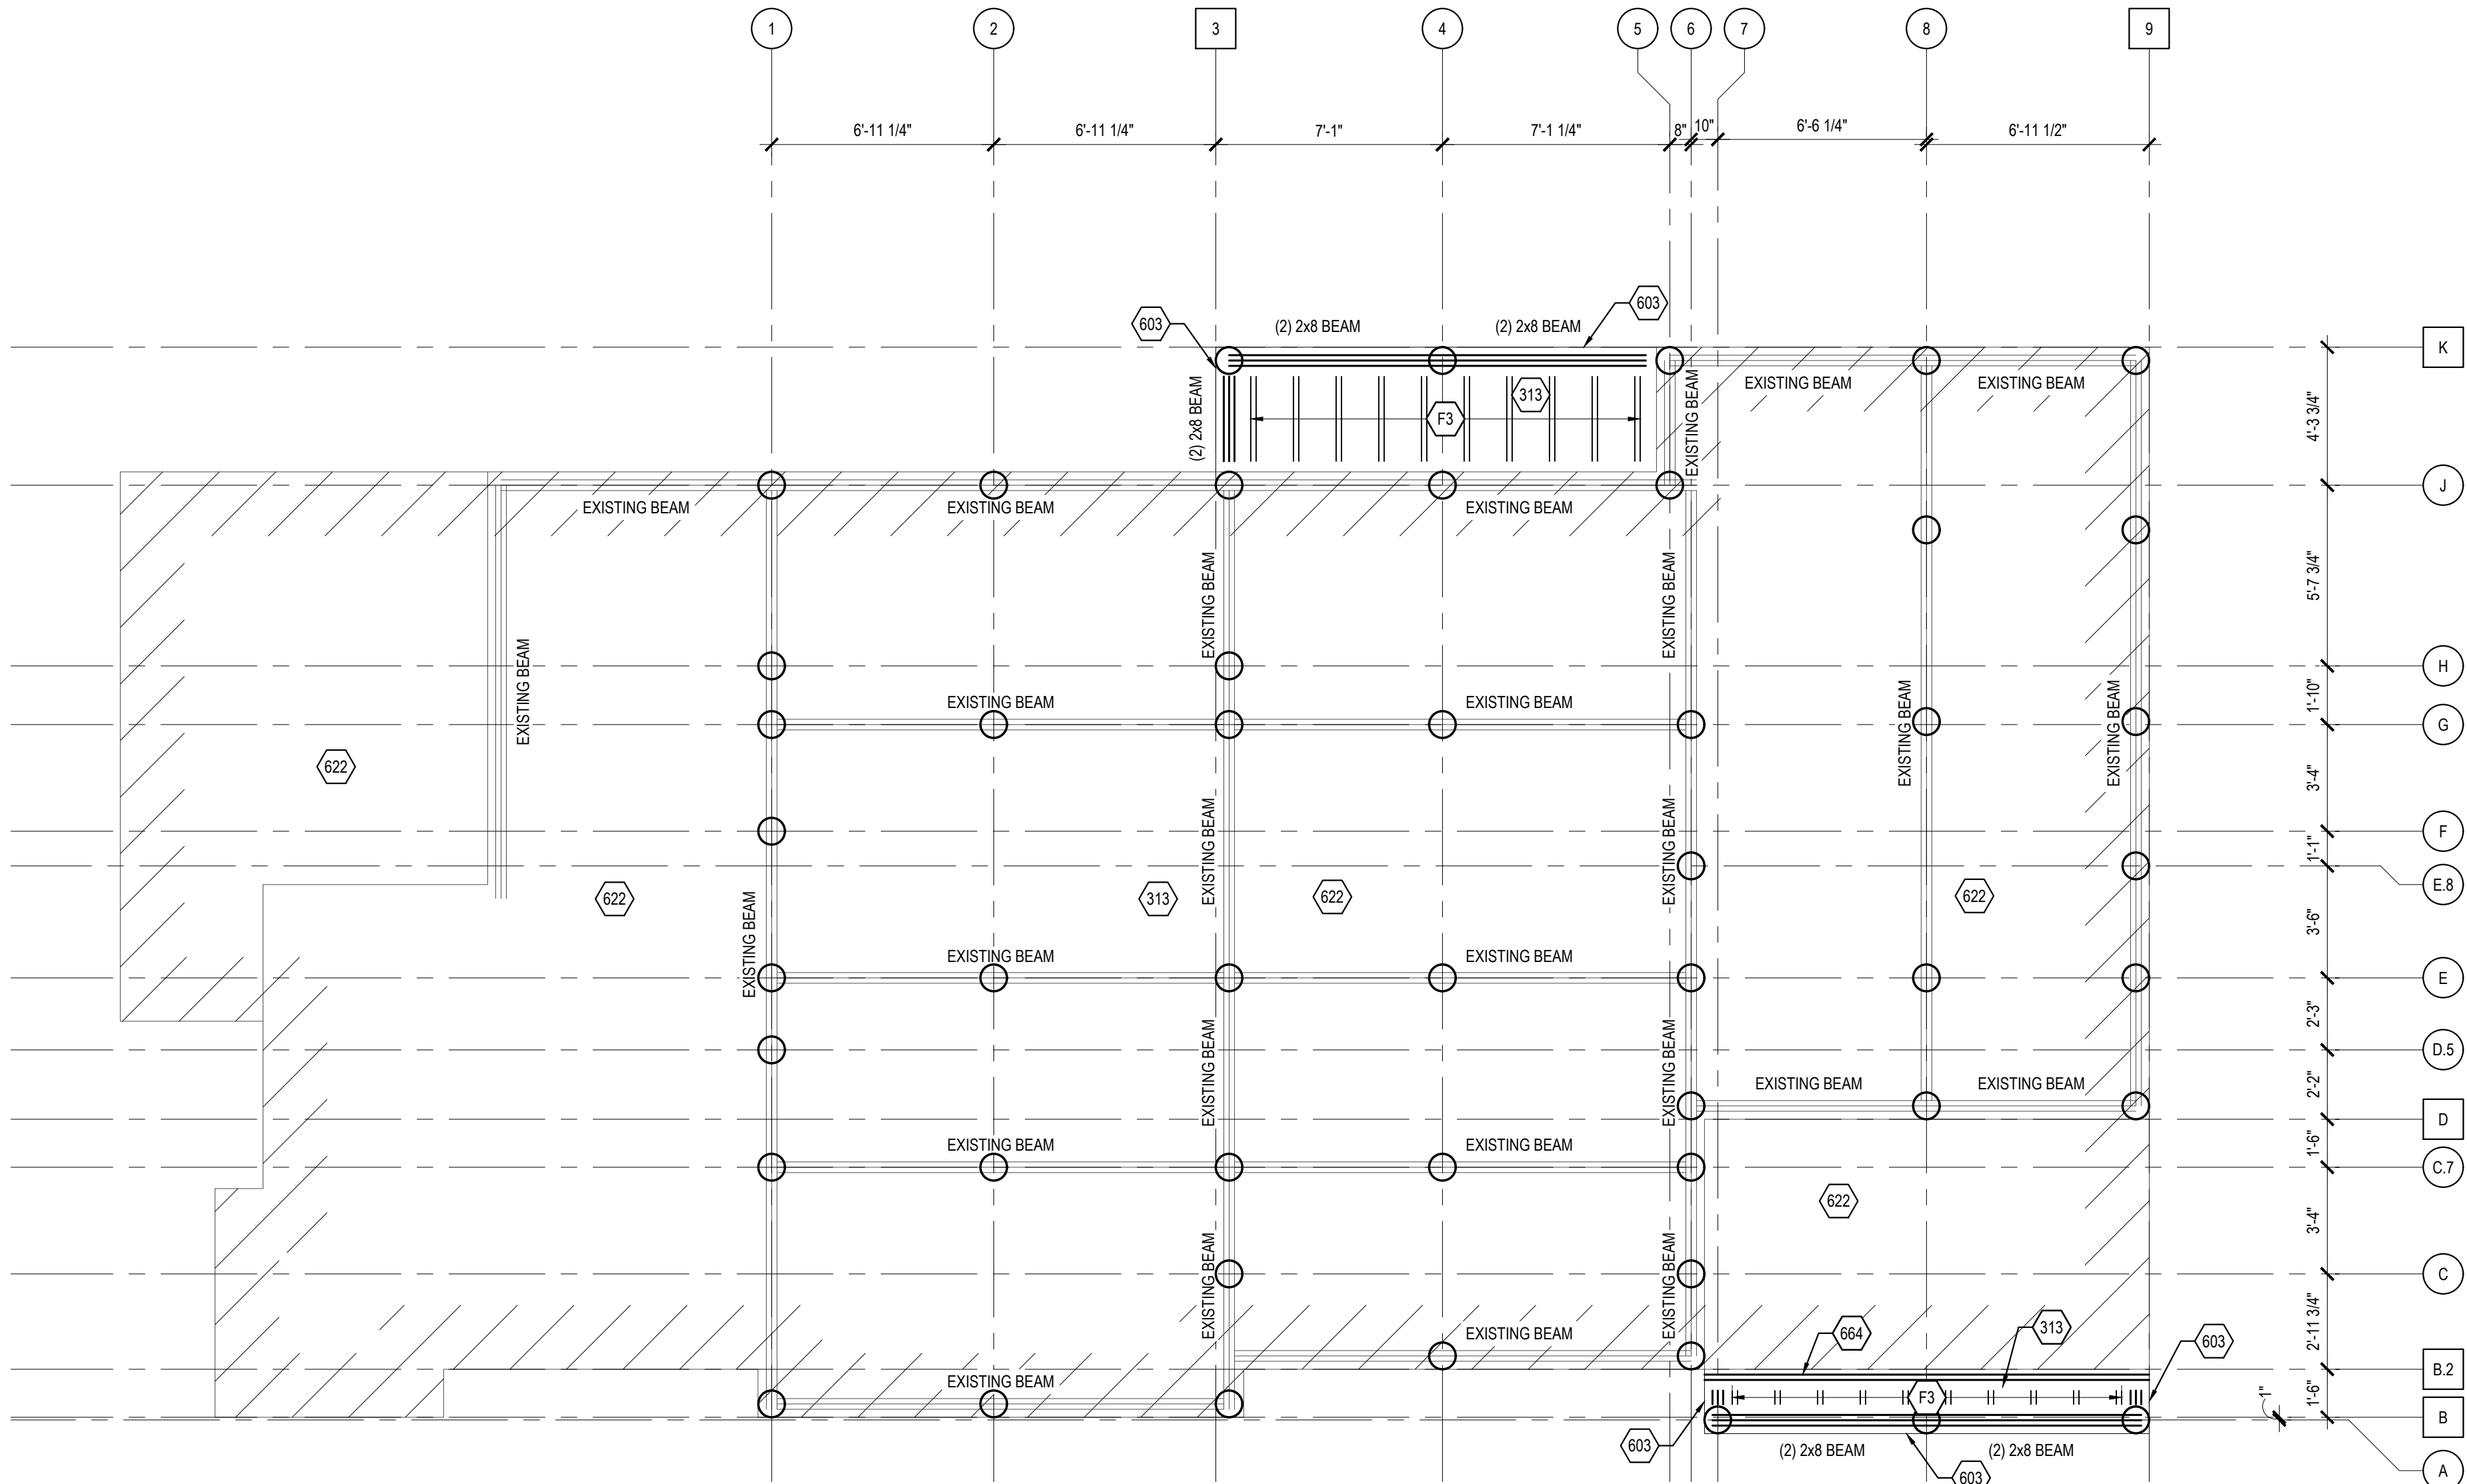 1
2
3
4
5
6
7
8
9
6'-11 1/4"
6'-11 1/4"
7'-1"
7'-1 1/4"
8"
10"
6'-6 1/4"
6'-11 1/2"
603
(2) 2x8 BEAM
(2) 2x8 BEAM
603
K
(2) 2x8 BEAM
313
F3
EXISTING BEAM
EXISTING BEAM
EXISTING BEAM
4'-3 3/4"
J
EXISTING BEAM
EXISTING BEAM
EXISTING BEAM
EXISTING BEAM
EXISTING BEAM
5'-7 3/4"
EXISTING BEAM
H
EXISTING BEAM
EXISTING BEAM
EXISTING BEAM
EXISTING BEAM
1'-10"
G
622
3'-4"
F
1'-1"
E.8
EXISTING BEAM
EXISTING BEAM
EXISTING BEAM
622
313
622
622
3'-6"
EXISTING BEAM
EXISTING BEAM
E
2'-3"
D.5
EXISTING BEAM
EXISTING BEAM
EXISTING BEAM
EXISTING BEAM
2'-2"
D
EXISTING BEAM
EXISTING BEAM
1'-6"
C.7
622
3'-4"
C
EXISTING BEAM
EXISTING BEAM
EXISTING BEAM
664
313
603
2'-11 3/4"
B.2
EXISTING BEAM
F3
1"
1'-6"
B
603
(2) 2x8 BEAM
(2) 2x8 BEAM
603
A